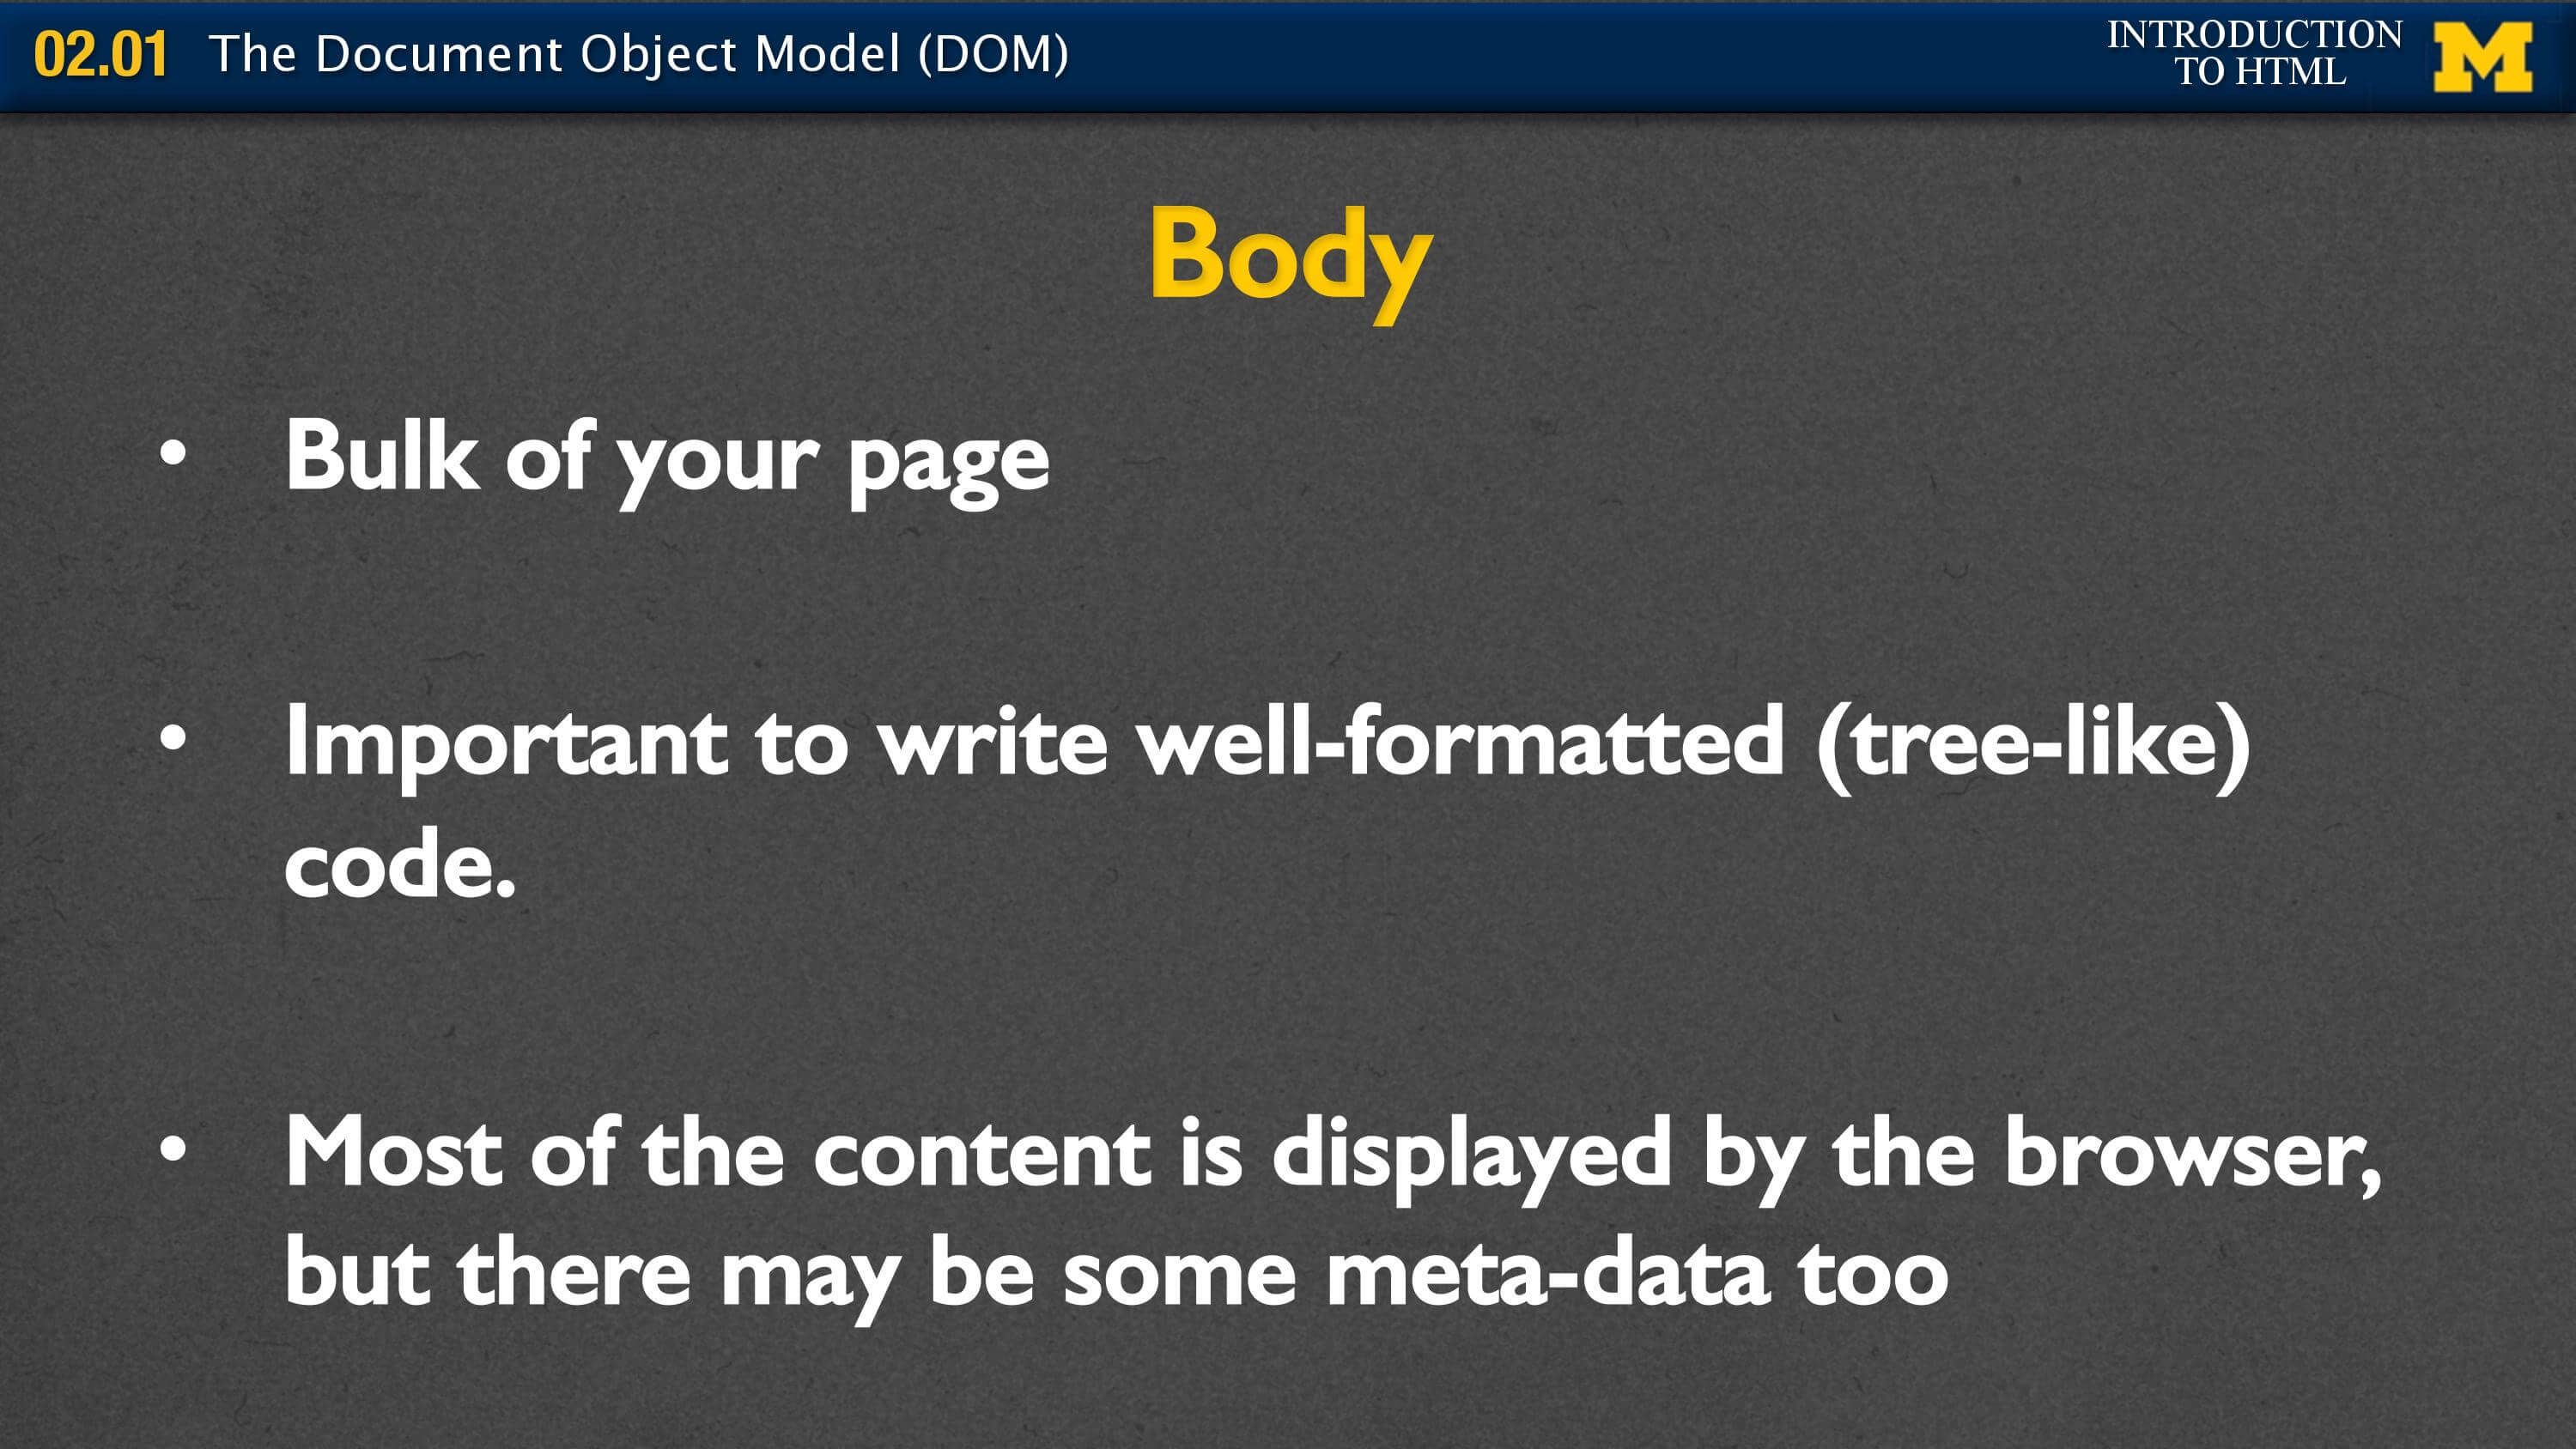 02.01 The Document Object Model (DOM)
INTRODUCTION
TO HTML
M
Body
• Bulk of your page
• Important to write well-formatted (tree-like)
code.
• Most of the content is displayed by the browser,
but there may be some meta-data too